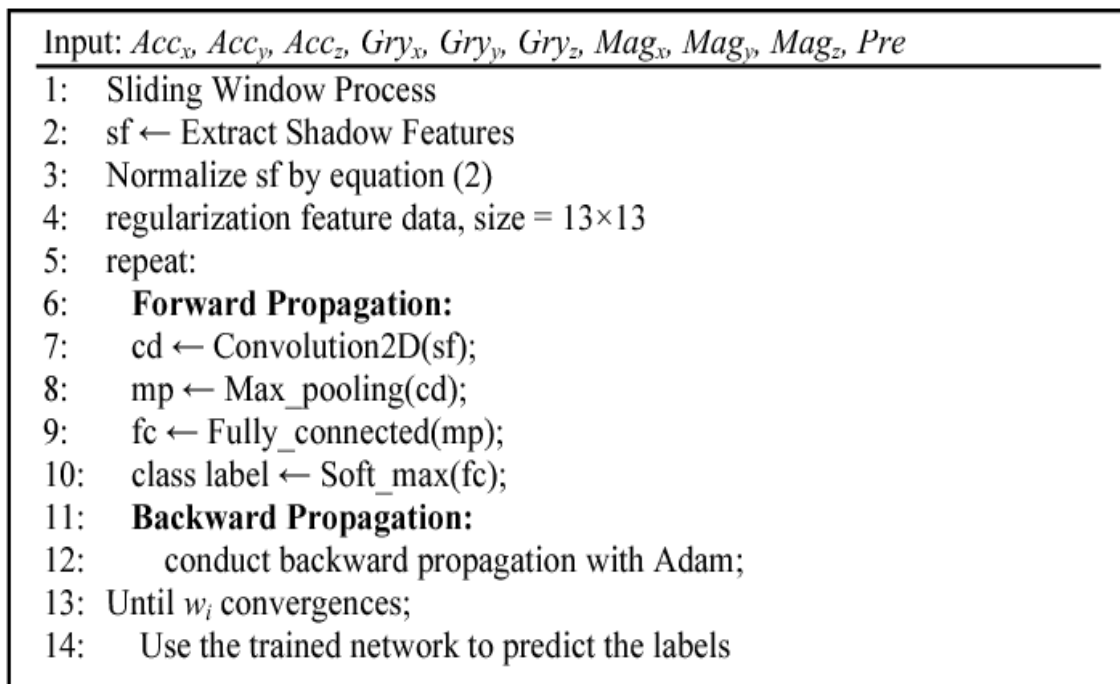 Input: Acc_x, Acc_y, Acc_z, Gry_x, Gry_y, Gry_z, Mag_x, Mag_y, Mag_z, Pre
1: Sliding Window Process
2: sf ← Extract Shadow Features
3: Normalize sf by equation (2)
4: regularization feature data, size = 13×13
5: repeat:
6: Forward Propagation:
7: cd ← Convolution2D(sf);
8: mp ← Max_pooling(cd);
9: fc ← Fully_connected(mp);
10: class label ← Soft_max(fc);
11: Backward Propagation:
12: conduct backward propagation with Adam;
13: Until w_i convergences;
14: Use the trained network to predict the labels